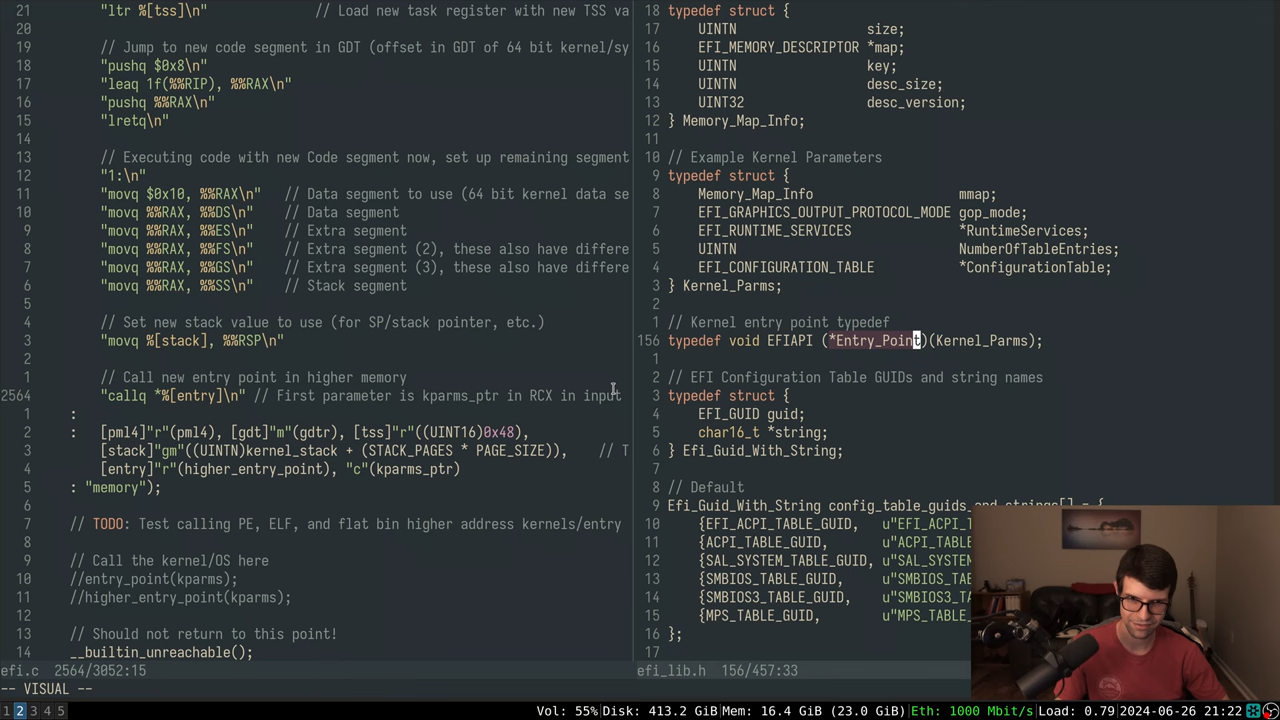 21         "ltr %[tss]\n"                 // Load new task register with new TSS va
20
19         // Jump to new code segment in GDT (offset in GDT of 64 bit kernel/sy
18         "pushq $0x8\n"
17         "leaq 1f(%%RIP), %%RAX\n"
16         "pushq %%RAX\n"
15         "lretq\n"
14
13         // Executing code with new Code segment now, set up remaining segment
12         "1:\n"
11         "movq $0x10, %%RAX\n"   // Data segment to use (64 bit kernel data se
10         "movq %%RAX, %%DS\n"    // Data segment
9         "movq %%RAX, %%ES\n"    // Extra segment
8         "movq %%RAX, %%FS\n"    // Extra segment (2), these also have differe
7         "movq %%RAX, %%GS\n"    // Extra segment (3), these also have differe
6         "movq %%RAX, %%SS\n"    // Stack segment
5
4         // Set new stack value to use (for SP/stack pointer, etc.)
3         "movq %[stack], %%RSP\n"
2
1         // Call new entry point in higher memory
2564         "callq *%[entry]\n" // First parameter is kparms_ptr in RCX in input
1     :
2     :   [pml4]"r"(pml4), [gdt]"m"(gdtr), [tss]"r"((UINT16)0x48),
3         [stack]"gm"((UINTN)kernel_stack + (STACK_PAGES * PAGE_SIZE)),    // T
4         [entry]"r"(higher_entry_point), "c"(kparms_ptr)
5     : "memory");
6
7     // TODO: Test calling PE, ELF, and flat bin higher address kernels/entry
8
9     // Call the kernel/OS here
10     //entry_point(kparms);
11     //higher_entry_point(kparms);
12
13     // Should not return to this point!
14     __builtin_unreachable();
efi.c  2564/3052:15
-- VISUAL --
18 typedef struct {
17     UINTN                 size;
16     EFI_MEMORY_DESCRIPTOR *map;
15     UINTN                 key;
14     UINTN                 desc_size;
13     UINT32                desc_version;
12 } Memory_Map_Info;
11
10 // Example Kernel Parameters
9 typedef struct {
8     Memory_Map_Info                   mmap;
7     EFI_GRAPHICS_OUTPUT_PROTOCOL_MODE gop_mode;
6     EFI_RUNTIME_SERVICES              *RuntimeServices;
5     UINTN                             NumberOfTableEntries;
4     EFI_CONFIGURATION_TABLE           *ConfigurationTable;
3 } Kernel_Parms;
2
1 // Kernel entry point typedef
156 typedef void EFIAPI (*Entry_Point)(Kernel_Parms);
1
2 // EFI Configuration Table GUIDs and string names
3 typedef struct {
4     EFI_GUID guid;
5     char16_t *string;
6 } Efi_Guid_With_String;
7
8 // Default
9 Efi_Guid_With_String config_table_guids_and_strings[] = {
10     {EFI_ACPI_TABLE_GUID,   u"EFI_ACPI_T
11     {ACPI_TABLE_GUID,       u"ACPI_TABLE
12     {SAL_SYSTEM_TABLE_GUID, u"SAL_SYSTEM
13     {SMBIOS_TABLE_GUID,     u"SMBIOS_TAB
14     {SMBIOS3_TABLE_GUID,    u"SMBIOS3_TA
15     {MPS_TABLE_GUID,        u"MPS_TABLE_
16 };
17
efi_lib.h  156/457:33
1 2 3 4 5
Vol: 55% Disk: 413.2 GiB Mem: 16.4 GiB (23.0 GiB) Eth: 1000 Mbit/s Load: 0.79 2024-06-26 21:22